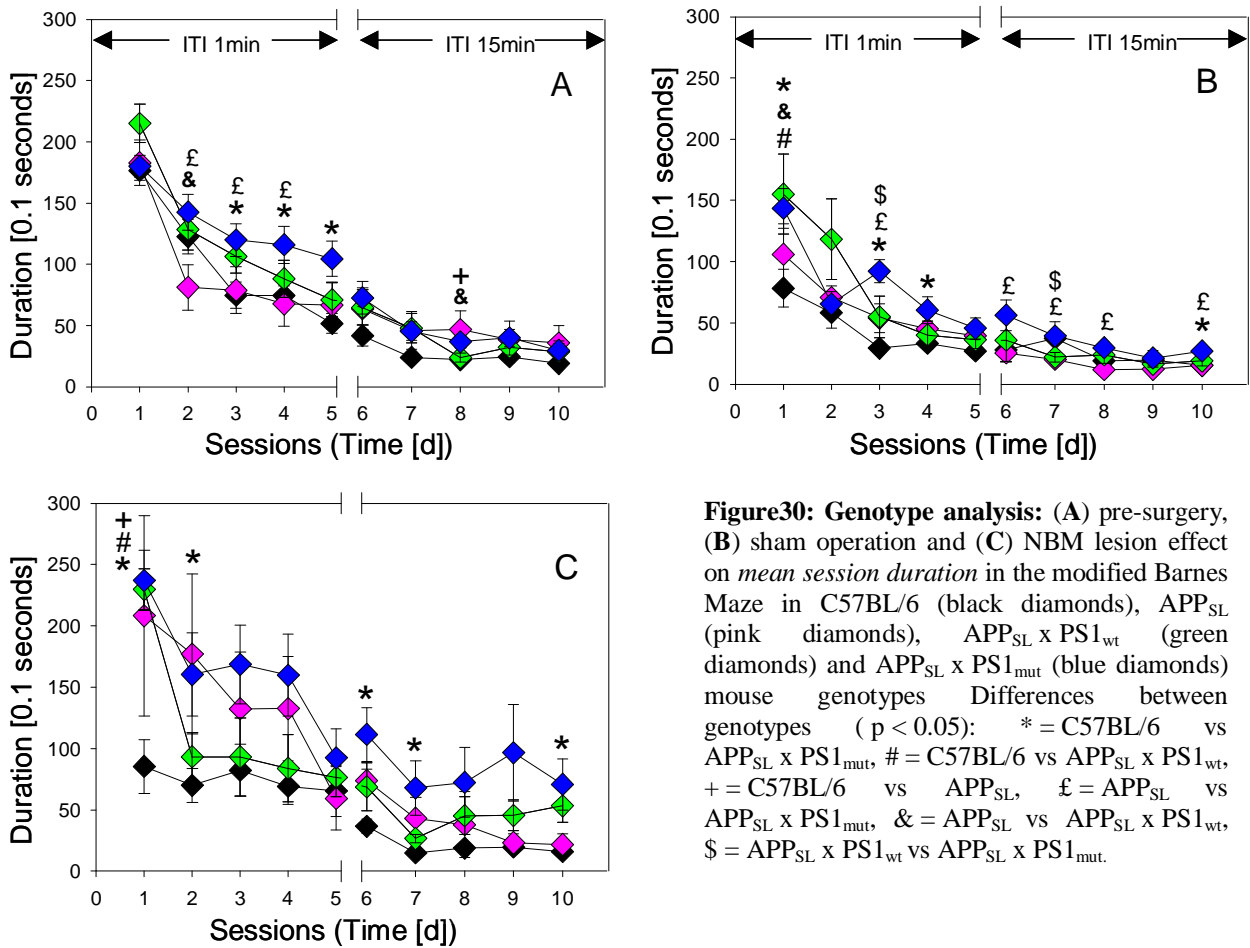 300
250
200
150
100
50
0
Duration [0.1 seconds]
ITI 1min
ITI 15min
A
£
&
£
*
£
*
*
+
&
0 1 2 3 4 5 6 7 8 9 10
Sessions (Time [d])
300
250
200
150
100
50
0
Duration [0.1 seconds]
ITI 1min
ITI 15min
B
*
&
#
$
£
*
*
£
$
£
£
£
*
0 1 2 3 4 5 6 7 8 9 10
Sessions (Time [d])
300
250
200
150
100
50
0
Duration [0.1 seconds]
C
+
#
*
*
*
*
*
0 1 2 3 4 5 6 7 8 9 10
Sessions (Time [d])
Figure30: Genotype analysis: (A) pre-surgery,
(B) sham operation and (C) NBM lesion effect
on mean session duration in the modified Barnes
Maze in C57BL/6 (black diamonds), APPSL
(pink diamonds), APPSL x PS1wt (green
diamonds) and APPSL x PS1mut (blue diamonds)
mouse genotypes Differences between
genotypes ( p < 0.05): * = C57BL/6 vs
APPSL x PS1mut, # = C57BL/6 vs APPSL x PS1wt,
+ = C57BL/6 vs APPSL, £ = APPSL vs
APPSL x PS1mut, & = APPSL vs APPSL x PS1wt,
$ = APPSL x PS1wt vs APPSL x PS1mut.